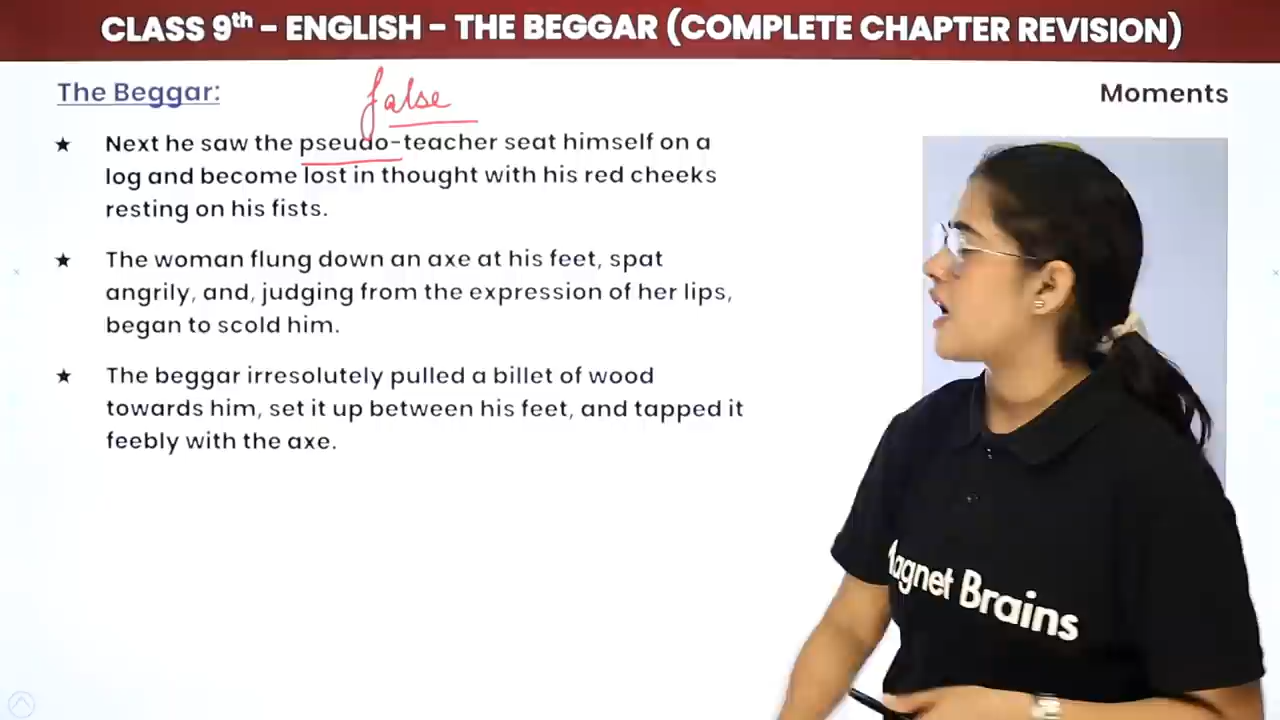 CLASS 9th – ENGLISH – THE BEGGAR (COMPLETE CHAPTER REVISION)
The Beggar:
false
Moments
★ Next he saw the pseudo-teacher seat himself on a
log and become lost in thought with his red cheeks
resting on his fists.
★ The woman flung down an axe at his feet, spat
angrily, and, judging from the expression of her lips,
began to scold him.
★ The beggar irresolutely pulled a billet of wood
towards him, set it up between his feet, and tapped it
feebly with the axe.
Magnet Brains